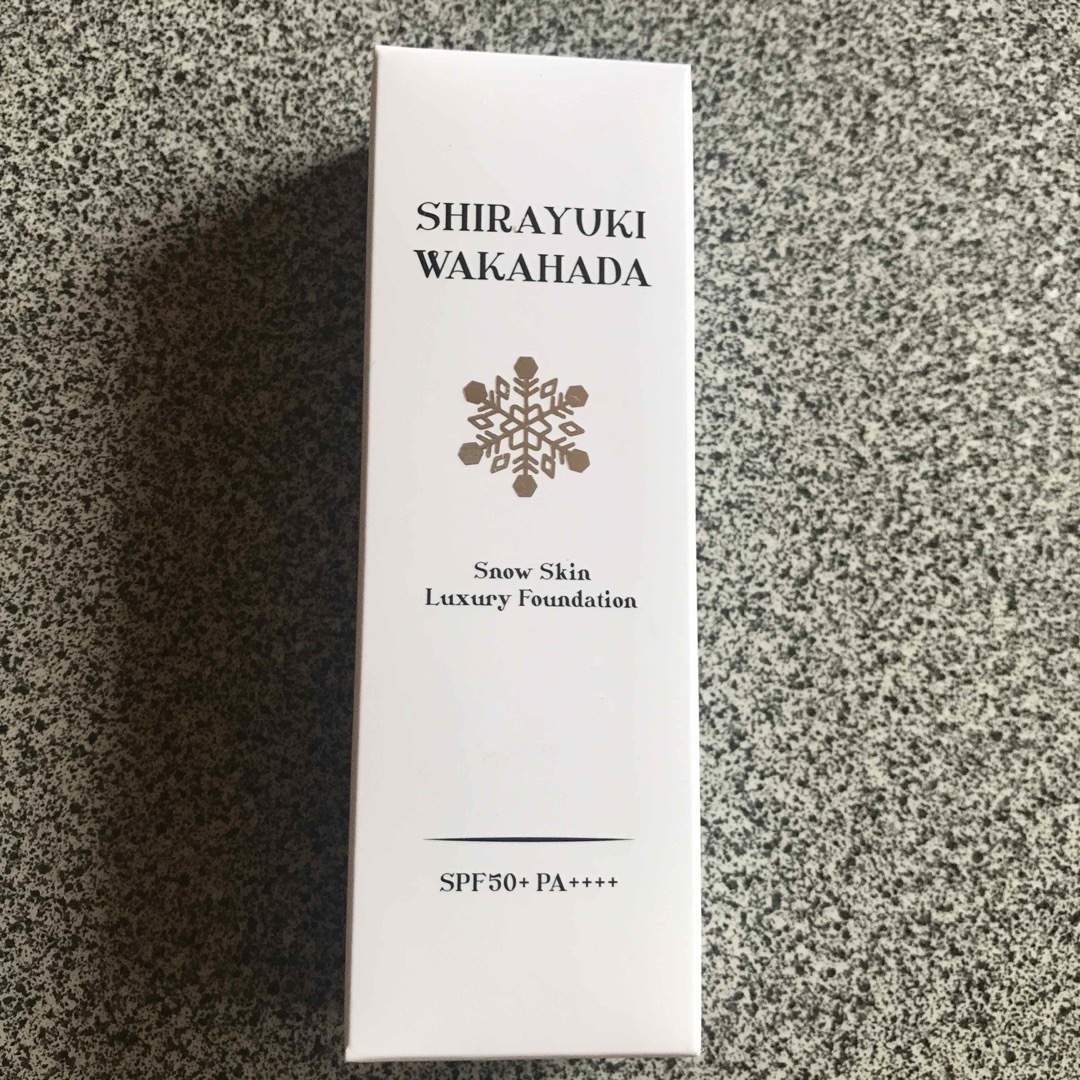 SHIRAYUKI
WAKAHADA
Snow Skin
Luxury Foundation
SPF50+ PA++++